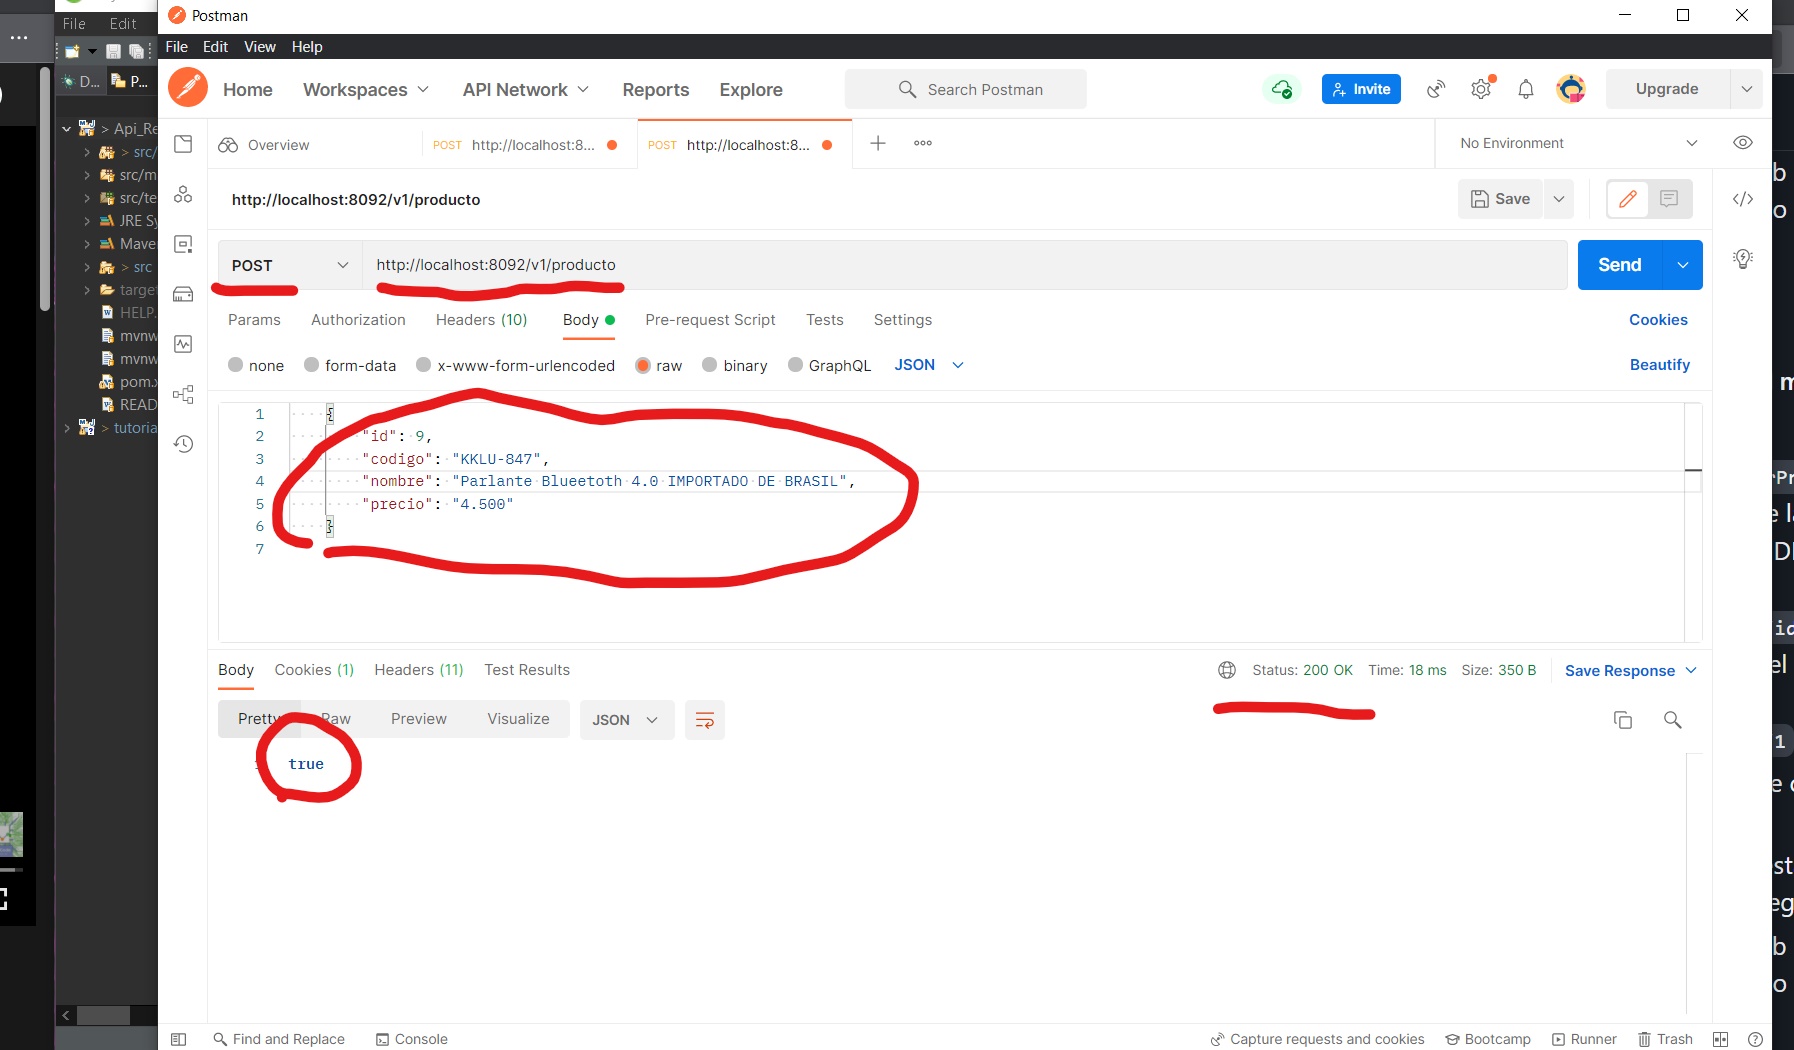 File Edit
Postman
File Edit View Help
D... P...
Home Workspaces API Network Reports Explore Search Postman Invite Upgrade
> Api_Re
Overview POST http://localhost:8... POST http://localhost:8... No Environment
> src/
src/m
src/te
http://localhost:8092/v1/producto Save
JRE Sy
Maven
> src
POST http://localhost:8092/v1/producto Send
target
HELP.
Params Authorization Headers (10) Body Pre-request Script Tests Settings Cookies
mvnw
mvnw
none form-data x-www-form-urlencoded raw binary GraphQL JSON Beautify
pom.x
READ
> tutoria
1 {
2 "id": 9,
3 "codigo": "KKLU-847",
4 "nombre": "Parlante Blueetoth 4.0 IMPORTADO DE BRASIL",
5 "precio": "4.500"
6 }
7
Body Cookies (1) Headers (11) Test Results Status: 200 OK Time: 18 ms Size: 350 B Save Response
Pretty Raw Preview Visualize JSON
true
Find and Replace Console Capture requests and cookies Bootcamp Runner Trash